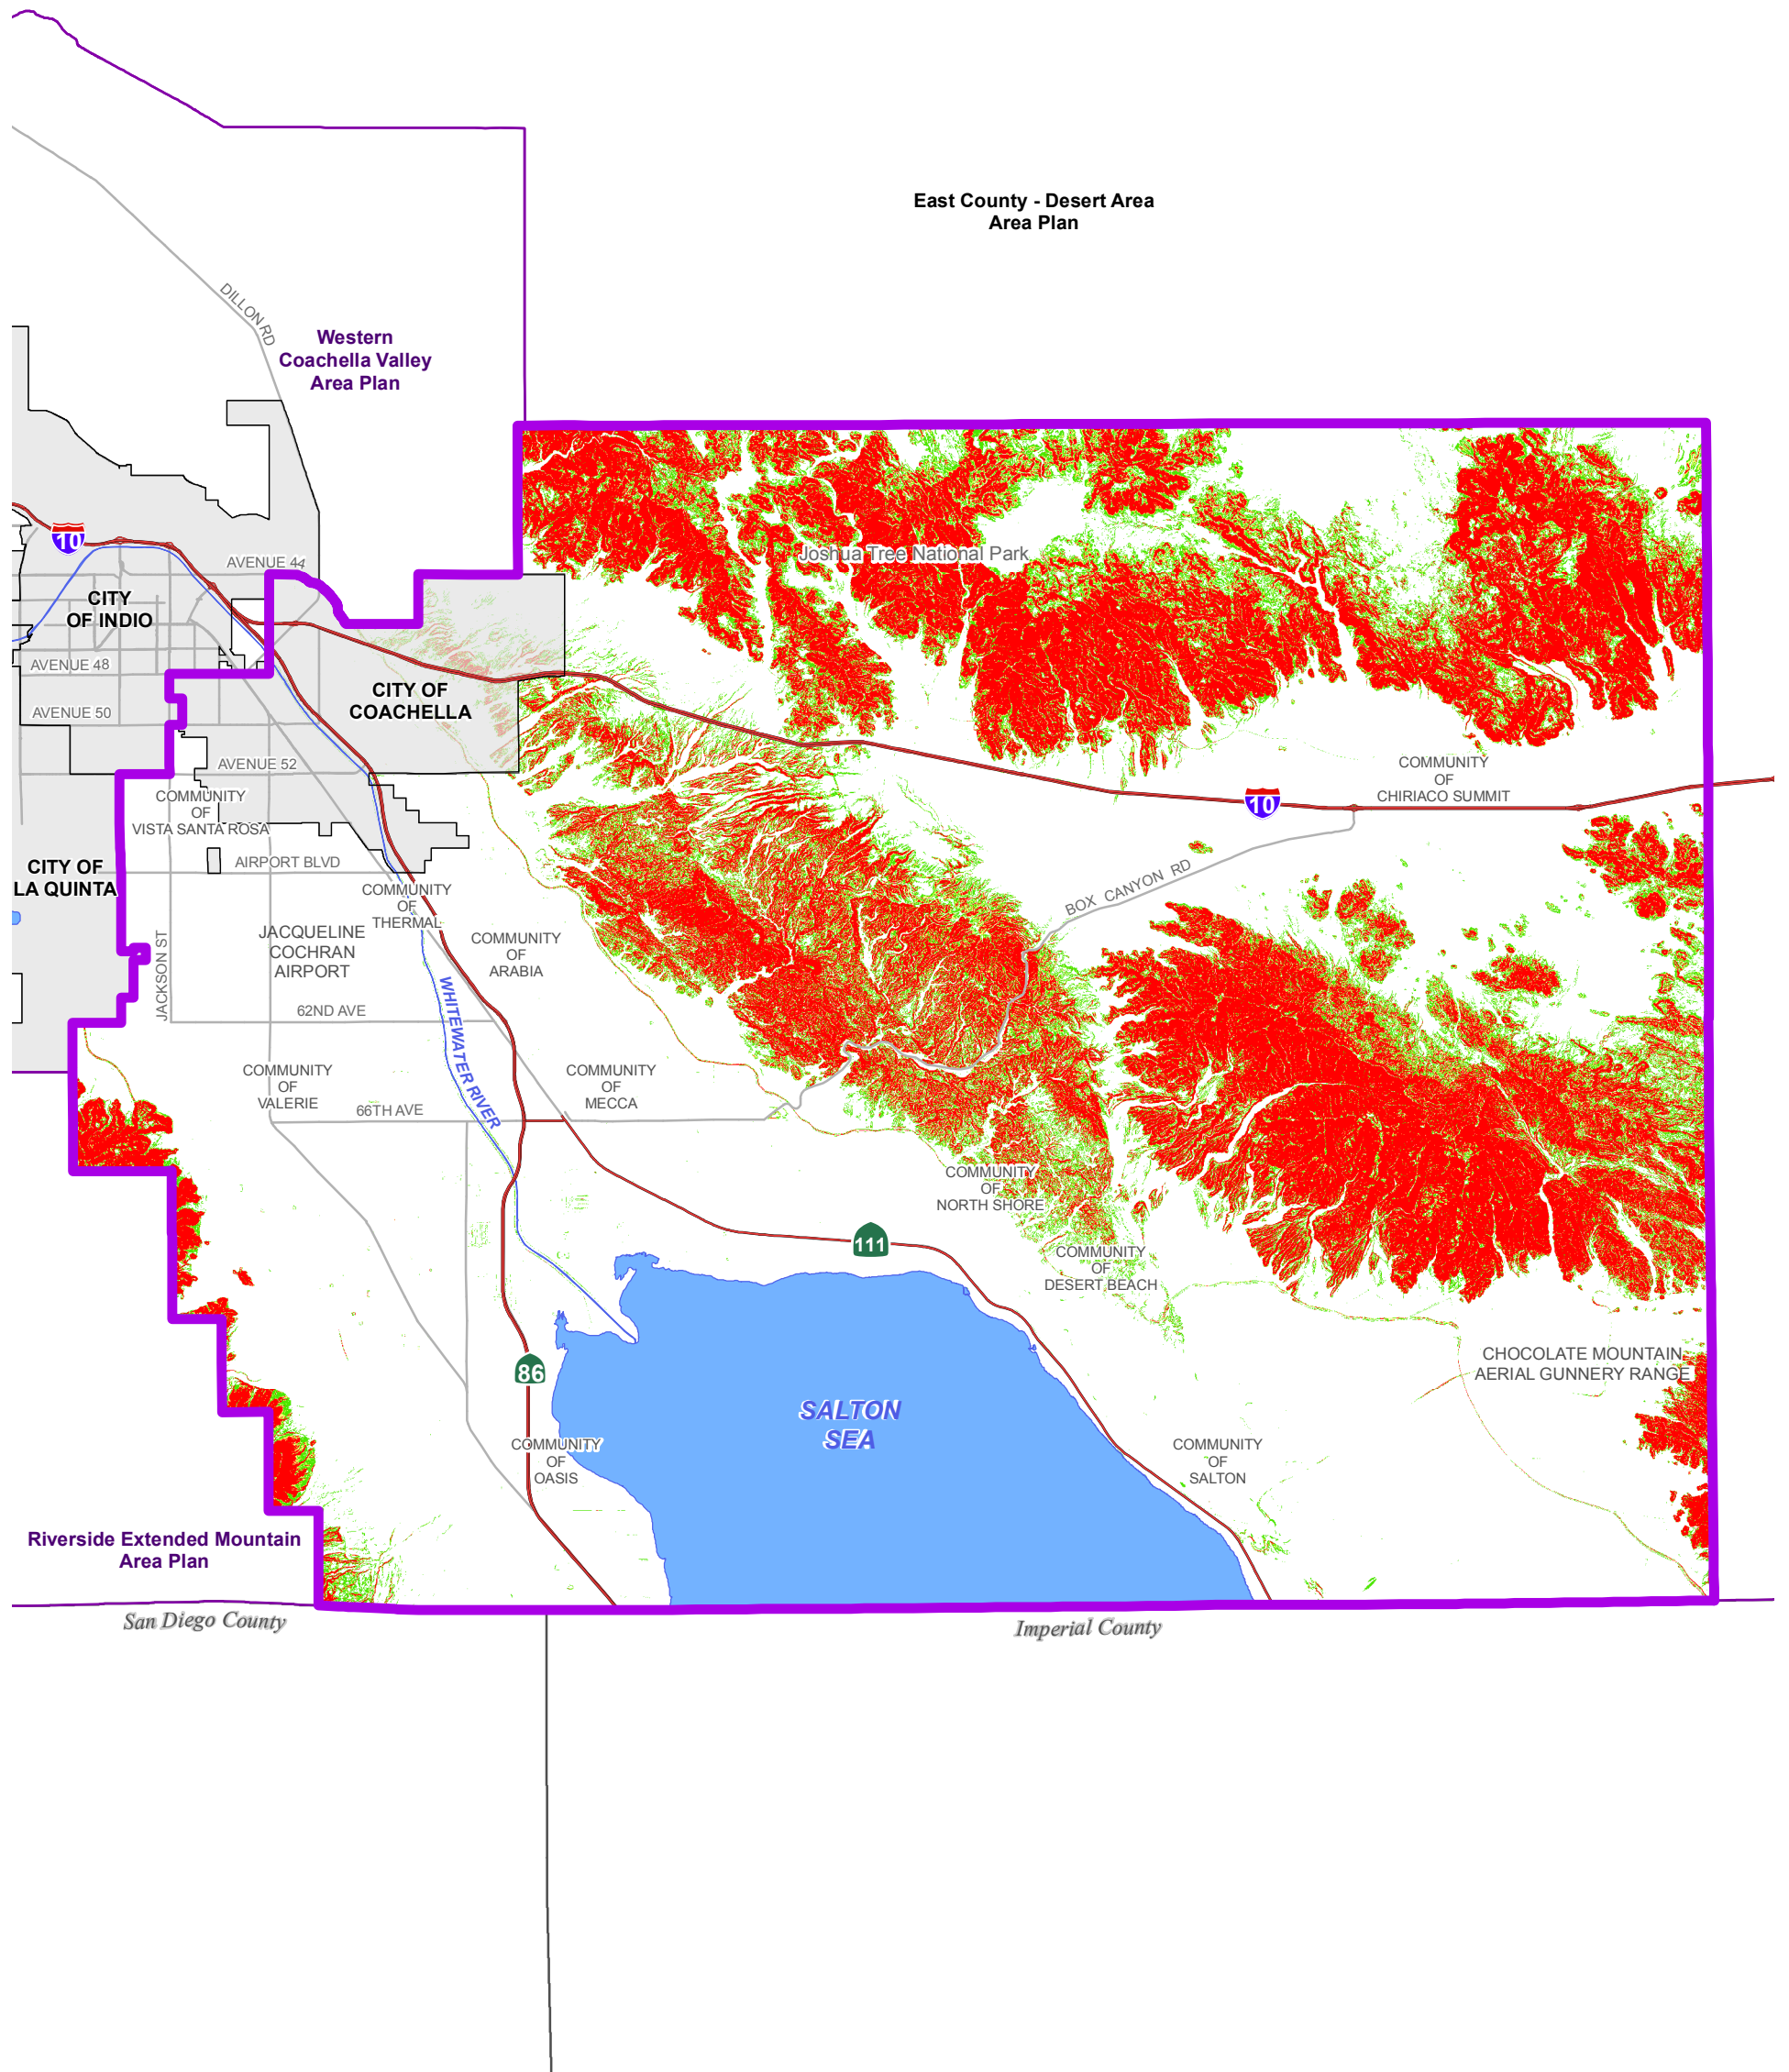 East County - Desert Area
Area Plan
DILLON RD
Western
Coachella Valley
Area Plan
10
AVENUE 44
Joshua Tree National Park
CITY
OF INDIO
AVENUE 48
CITY OF
COACHELLA
AVENUE 50
AVENUE 52
COMMUNITY
OF
CHIRIACO SUMMIT
10
COMMUNITY
OF
VISTA SANTA ROSA
AIRPORT BLVD
CITY OF
LA QUINTA
BOX CANYON RD
COMMUNITY
OF
THERMAL
JACQUELINE
COCHRAN
AIRPORT
COMMUNITY
OF
ARABIA
JACKSON ST
WHITEWATER RIVER
62ND AVE
COMMUNITY
OF
VALERIE
COMMUNITY
OF
MECCA
66TH AVE
COMMUNITY
OF
NORTH SHORE
111
COMMUNITY
OF
DESERT BEACH
CHOCOLATE MOUNTAIN
AERIAL GUNNERY RANGE
86
SALTON
SEA
COMMUNITY
OF
OASIS
COMMUNITY
OF
SALTON
Riverside Extended Mountain
Area Plan
San Diego County
Imperial County